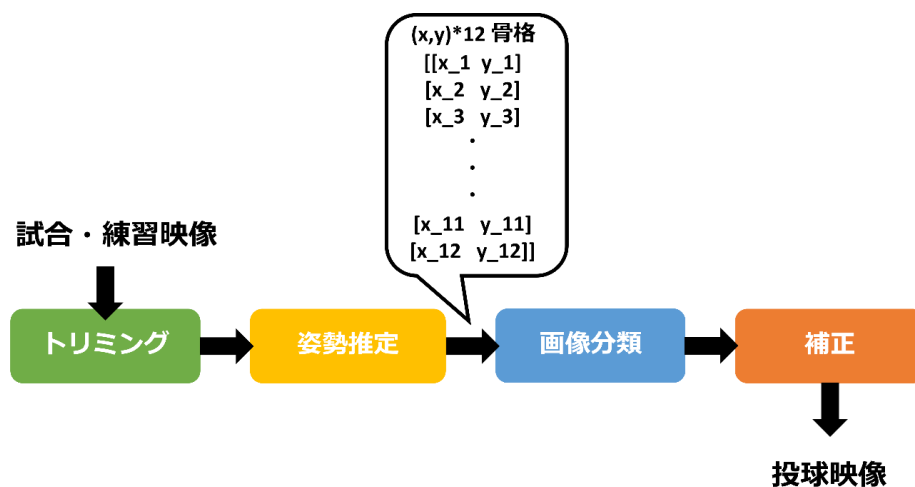 (x,y)*12 骨格
[[x_1 y_1]
[x_2 y_2]
[x_3 y_3]
・
・
・
[x_11 y_11]
[x_12 y_12]]
試合・練習映像
トリミング
姿勢推定
画像分類
補正
投球映像